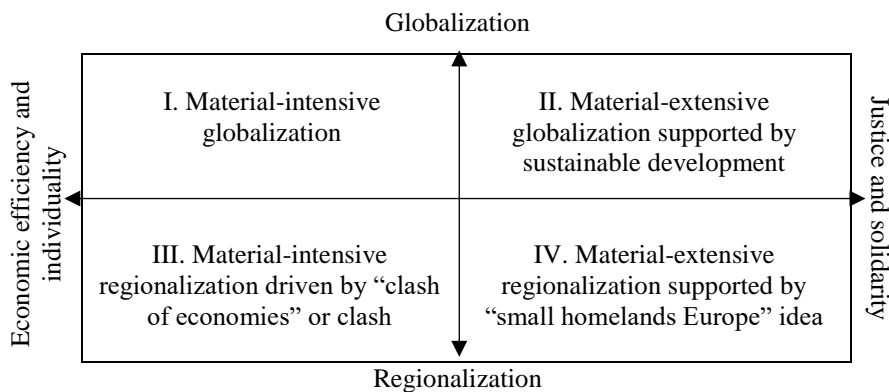 Globalization
Economic efficiency and
individuality
I. Material-intensive
globalization
II. Material-extensive
globalization supported by
sustainable development
Justice and solidarity
III. Material-intensive
regionalization driven by “clash
of economies” or clash
IV. Material-extensive
regionalization supported by
“small homelands Europe” idea
Regionalization